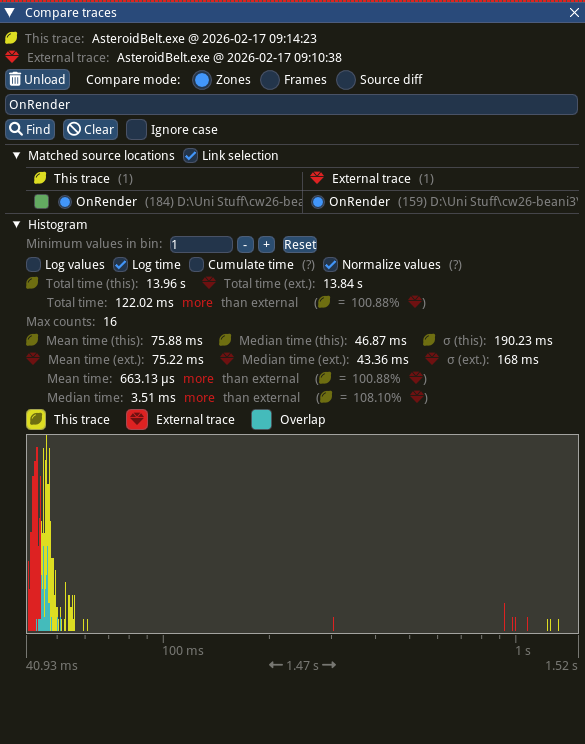 Compare traces
This trace: AsteroidBelt.exe @ 2026-02-17 09:14:23
External trace: AsteroidBelt.exe @ 2026-02-17 09:10:38
Unload Compare mode: Zones Frames Source diff
OnRender
Find Clear Ignore case
Matched source locations Link selection
This trace (1) External trace (1)
OnRender (184) D:\Uni Stuff\cw26-bea OnRender (159) D:\Uni Stuff\cw26-beani3\
Histogram
Minimum values in bin: 1 - + Reset
Log values Log time Cumulate time (?) Normalize values (?)
Total time (this): 13.96 s Total time (ext.): 13.84 s
Total time: 122.02 ms more than external ( = 100.88% )
Max counts: 16
Mean time (this): 75.88 ms Median time (this): 46.87 ms σ (this): 190.23 ms
Mean time (ext.): 75.22 ms Median time (ext.): 43.36 ms σ (ext.): 168 ms
Mean time: 663.13 μs more than external ( = 100.88% )
Median time: 3.51 ms more than external ( = 108.10% )
This trace External trace Overlap
100 ms 1 s
40.93 ms 1.47 s 1.52 s